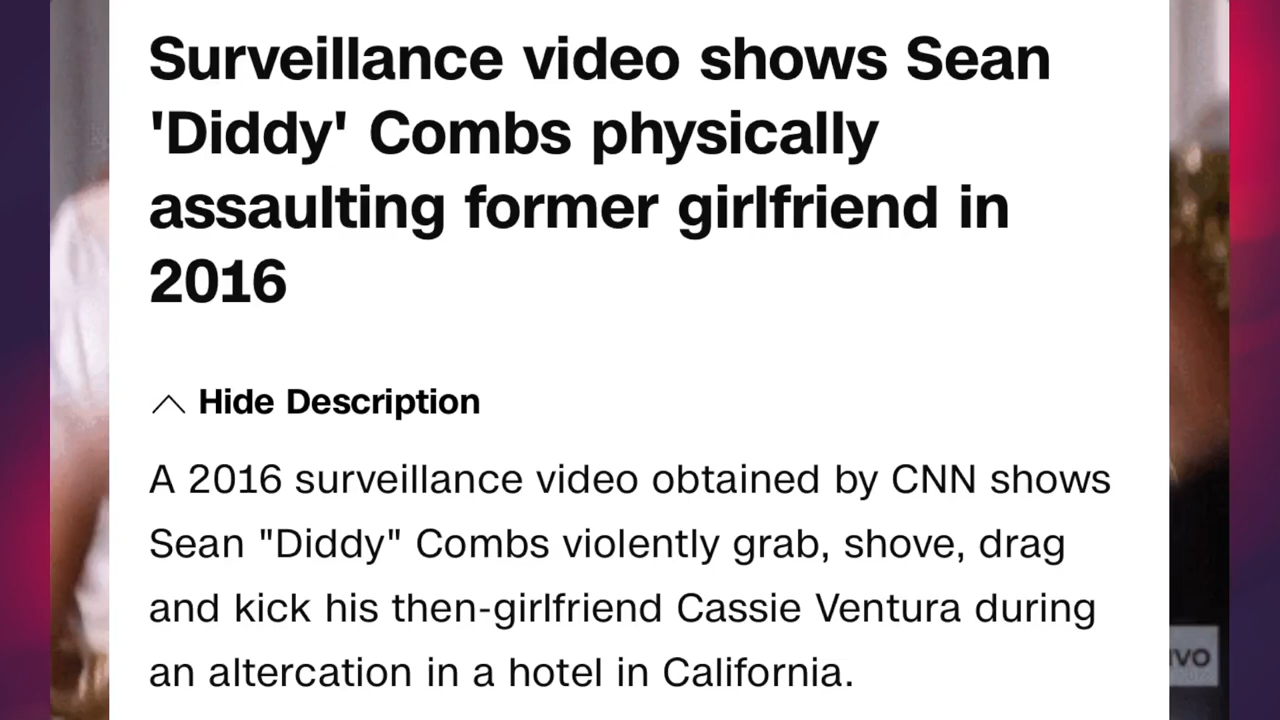 Surveillance video shows Sean
'Diddy' Combs physically
assaulting former girlfriend in
2016
Hide Description
A 2016 surveillance video obtained by CNN shows
Sean "Diddy" Combs violently grab, shove, drag
and kick his then-girlfriend Cassie Ventura during
an altercation in a hotel in California.